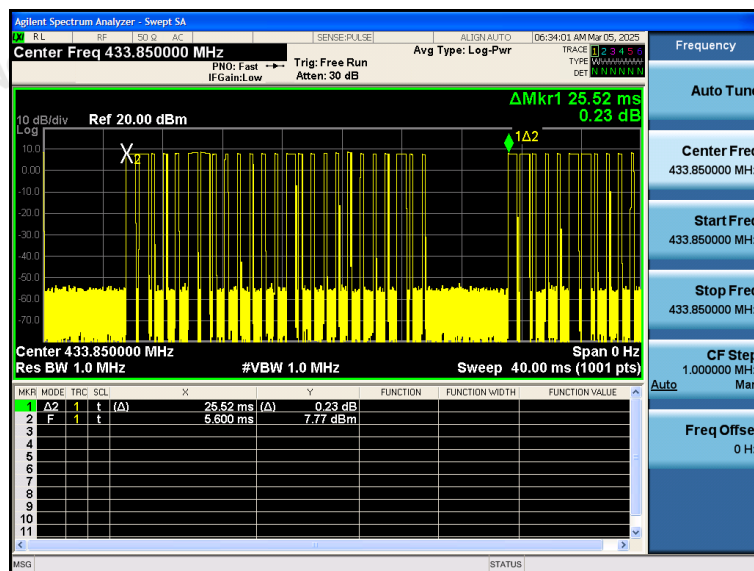 Agilent Spectrum Analyzer - Swept SA
LXI RL RF 50 Ω AC SENSE:PULSE ALIGN AUTO 06:34:01 AM Mar 05, 2025
Center Freq 433.850000 MHz
PNO: Fast
IFGain:Low
Trig: Free Run
Atten: 30 dB
Avg Type: Log-Pwr
TRACE 1 2 3 4 5 6
TYPE
DET N N N N N N
ΔMkr1 25.52 ms
0.23 dB
10 dB/div Ref 20.00 dBm
Log
10.0
0.00
-10.0
-20.0
-30.0
-40.0
-50.0
-60.0
-70.0
X2
1Δ2
Center 433.850000 MHz Span 0 Hz
Res BW 1.0 MHz #VBW 1.0 MHz Sweep 40.00 ms (1001 pts)
MKR MODE TRC SCL X Y FUNCTION FUNCTION WIDTH FUNCTION VALUE
1 Δ2 1 t (Δ) 25.52 ms (Δ) 0.23 dB
2 F 1 t 5.600 ms 7.77 dBm
3
4
5
6
7
8
9
10
11
MSG STATUS
Frequency
Auto Tune
Center Freq
433.850000 MHz
Start Freq
433.850000 MHz
Stop Freq
433.850000 MHz
CF Step
1.000000 MHz
Auto Man
Freq Offset
0 Hz